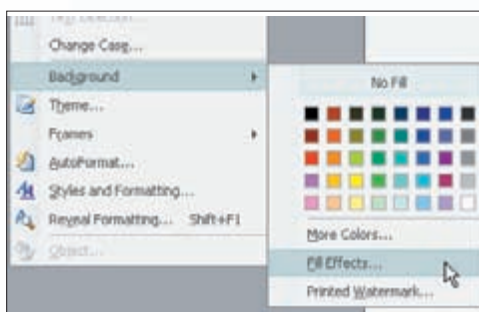 Change Case...
Background
Theme...
Frames
AutoFormat...
Styles and Formatting...
Reveal Formatting... Shift+F1
Object...
No Fill
More Colors...
Fill Effects...
Printed Watermark...